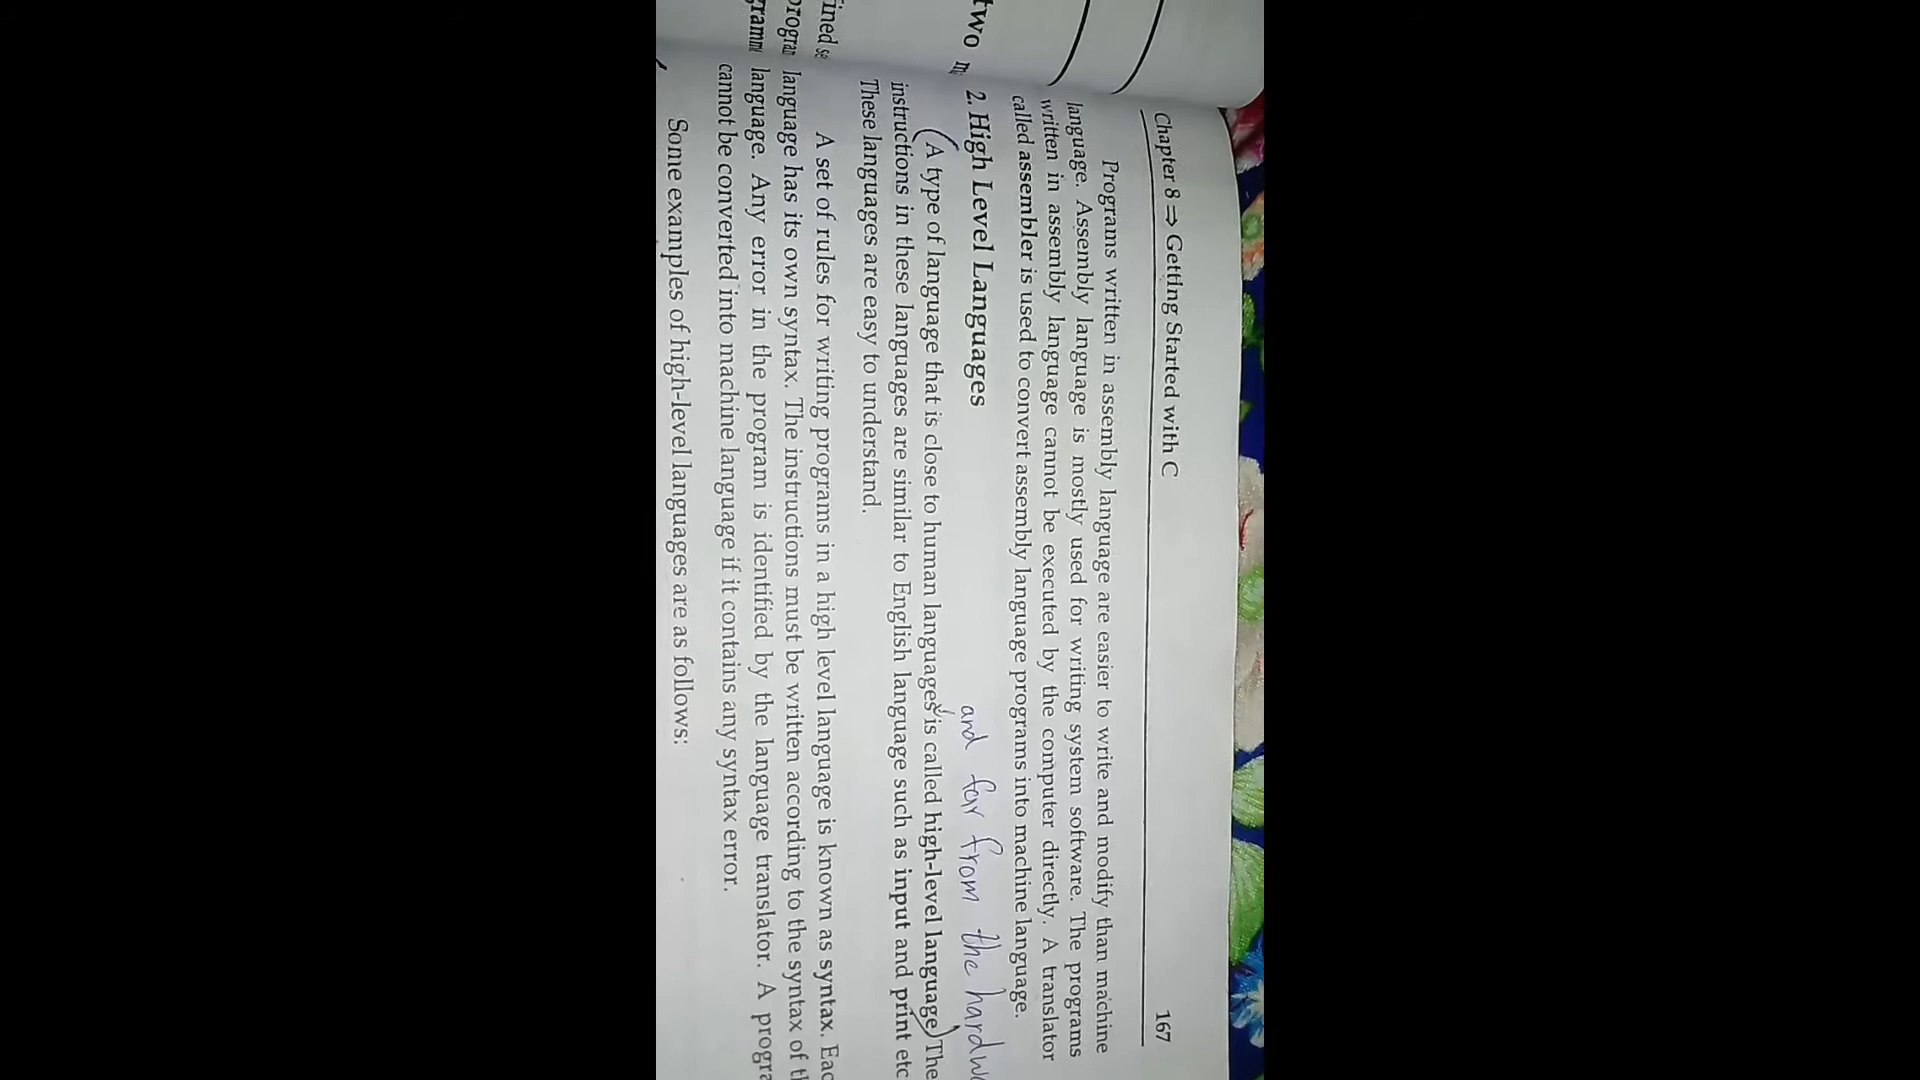 Chapter 8 ⇒ Getting Started with C 167
Programs written in assembly language are easier to write and modify than machine
language. Assembly language is mostly used for writing system software. The programs
written in assembly language cannot be executed by the computer directly. A translator
called assembler is used to convert assembly language programs into machine language.
two
2. High Level Languages
and far from the
(A type of language that is close to human languages is called high-level language) The
instructions in these languages are similar to English language such as input and print etc
These languages are easy to understand.
A set of rules for writing programs in a high level language is known as syntax.
language has its own syntax. The instructions must be written according to the syntax of
language. Any error in the program is identified by the language translator. A
cannot be converted into machine language if it contains any syntax error.
Some examples of high-level languages are as follows: